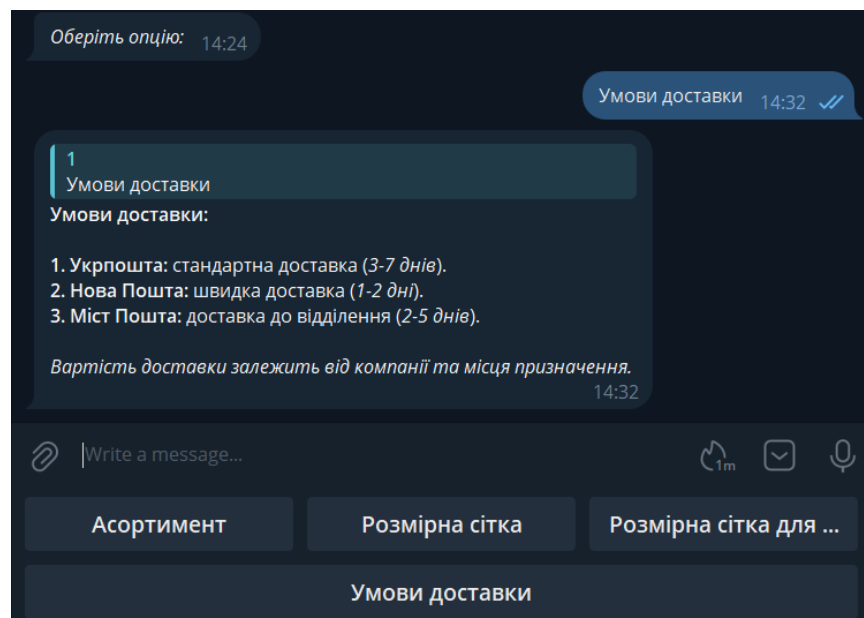 Оберіть опцію: 14:24
Умови доставки 14:32
1
Умови доставки
Умови доставки:
1. Укрпошта: стандартна доставка (3-7 днів).
2. Нова Пошта: швидка доставка (1-2 дні).
3. Міст Пошта: доставка до відділення (2-5 днів).
Вартість доставки залежить від компанії та місця призначення.
14:32
Write a message...
1m
Асортимент
Розмірна сітка
Розмірна сітка для ...
Умови доставки